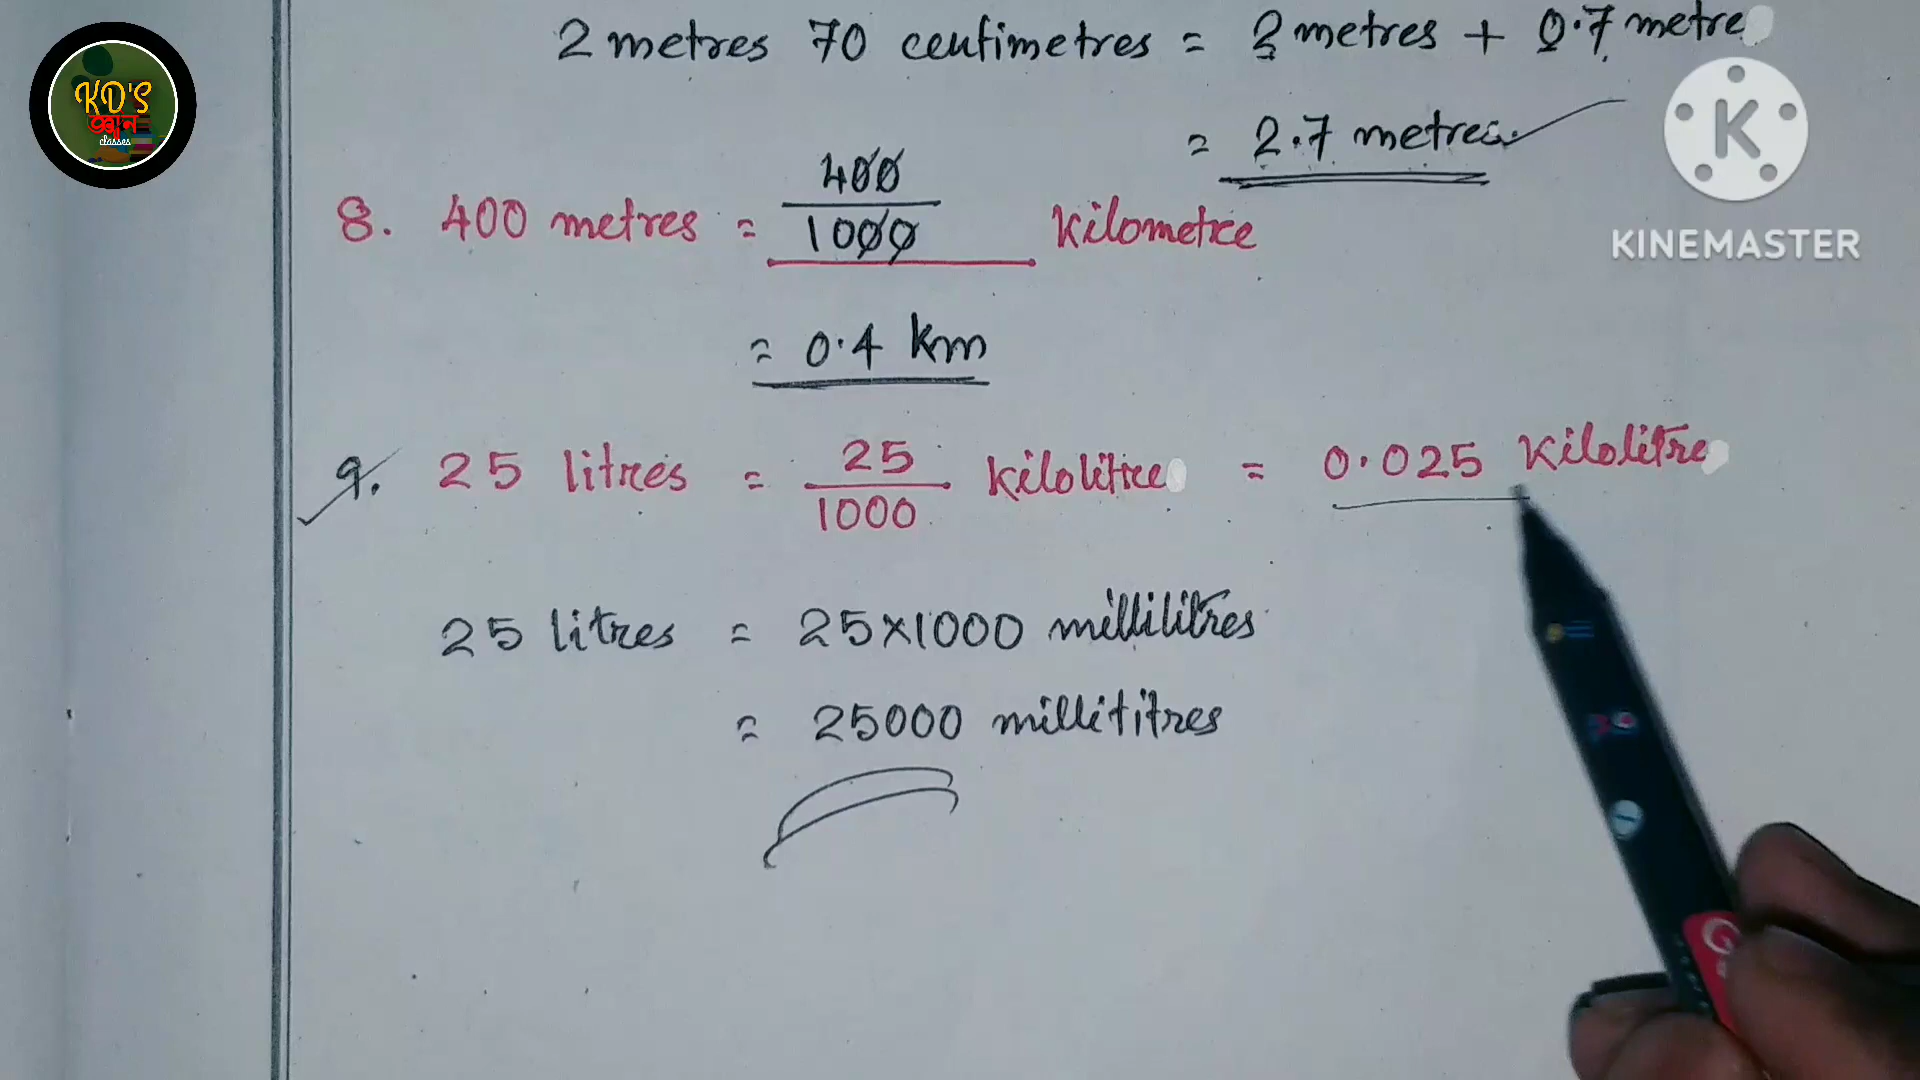 KD'S
জ্ঞান
classes
2 metres 70 centimetres = 2 metres + 0.7 metre
= 2.7 metres
K
KINEMASTER
8. 400 metres = 400/1000 Kilometre
= 0.4 km
9. 25 litres = 25/1000 Kilolitre = 0.025 Kilolitre
25 litres = 25×1000 millilitres
= 25000 millititres